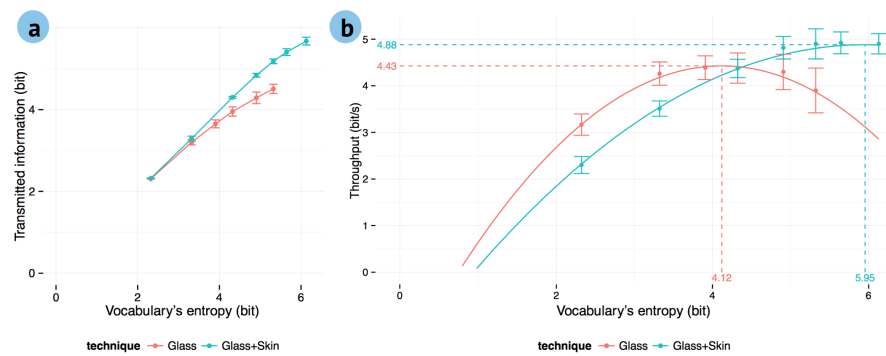 a
Transmitted information (bit)
4
2
0
0
2
4
6
Vocabulary's entropy (bit)
technique Glass Glass+Skin
b
Throughput (bit/s)
5
4.88
4.43
4
3
2
1
0
4.12
5.95
0
2
4
6
Vocabulary's entropy (bit)
technique Glass Glass+Skin